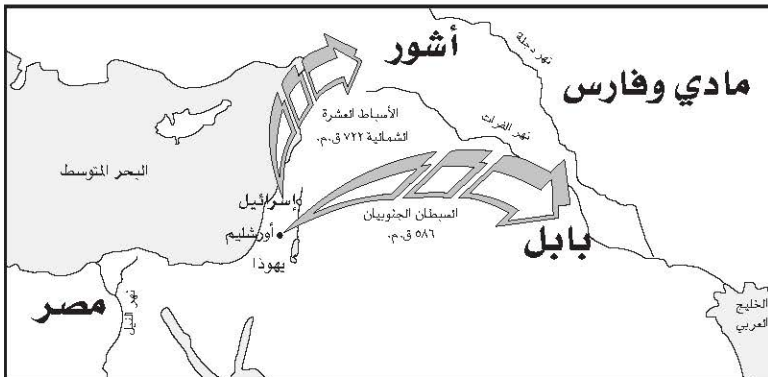 أشور
نهر دجلة
مادي وفارس
الأسباط العشرة
الشمالية ٧٢٢ ق.م.
نهر الفرات
البحر المتوسط
إسرائيل
السبطان الجنوبيان
٥٨٦ ق.م.
أورشليم
يهوذا
بابل
مصر
نهر النيل
الخليج
العربي